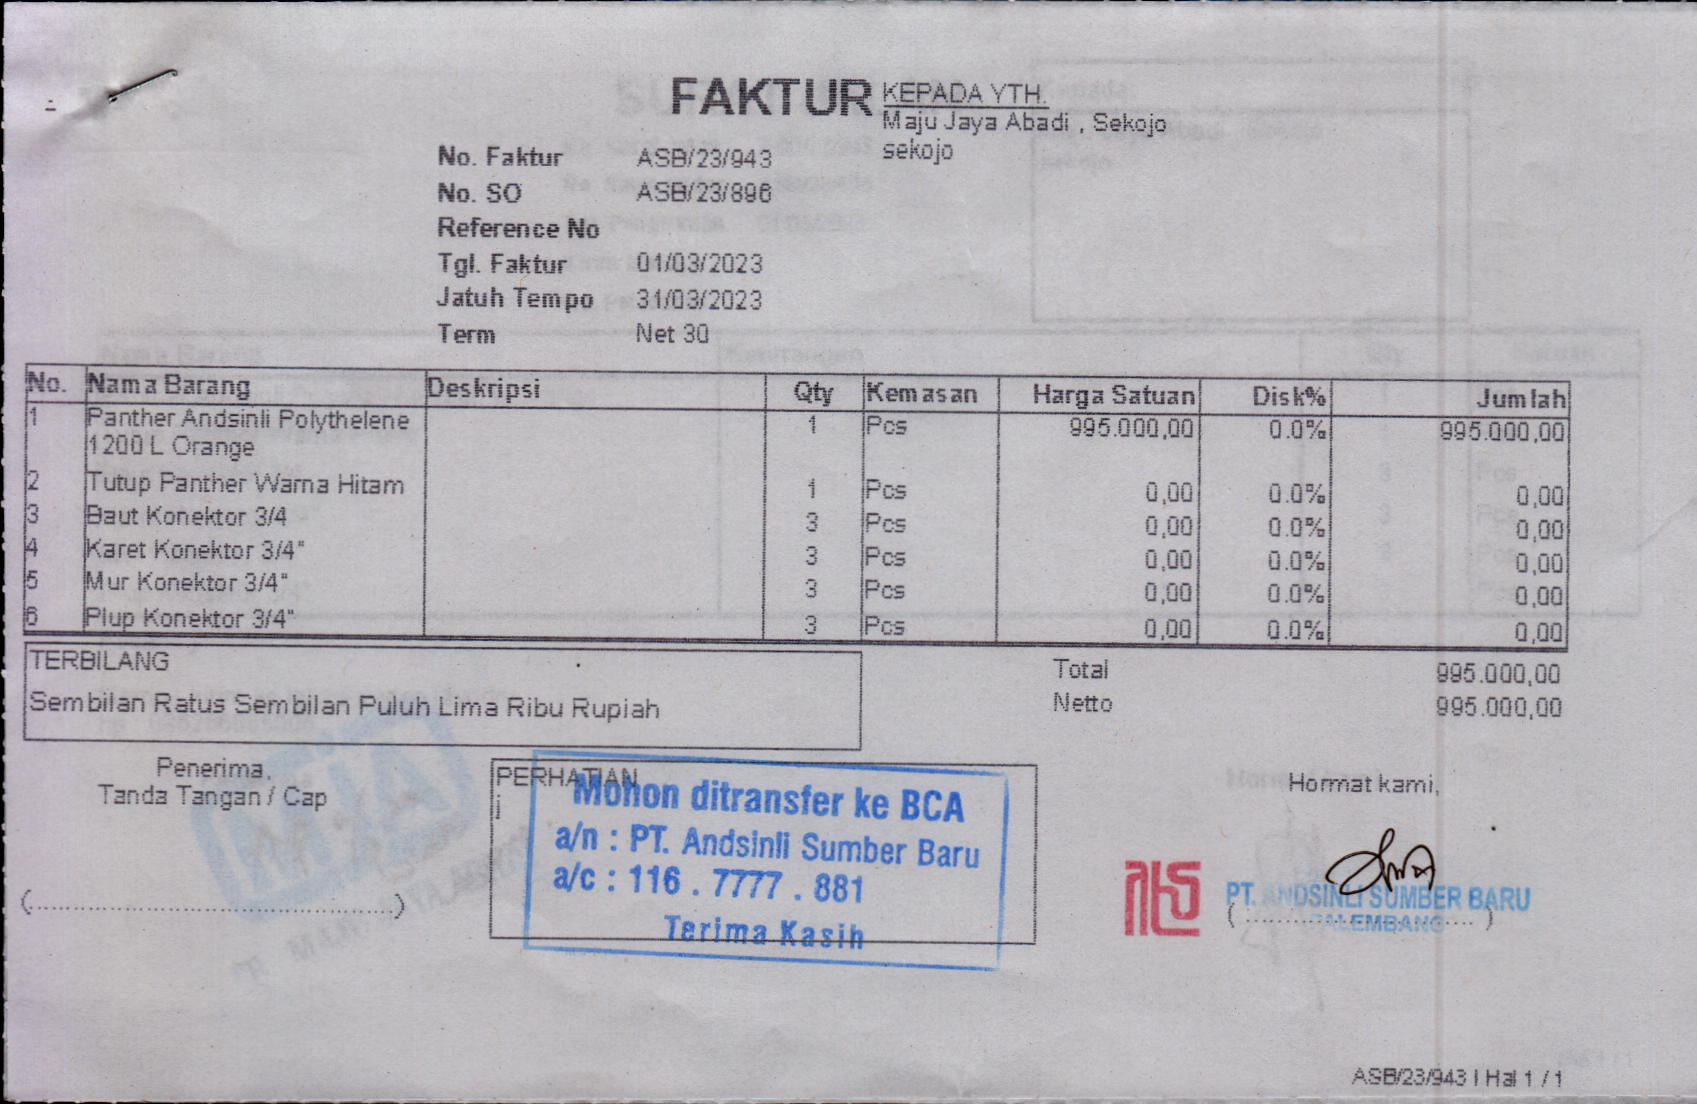 FAKTUR
KEPADA YTH.
Maju Jaya Abadi , Sekojo
sekojo
No. Faktur ASB/23/943
No. SO ASB/23/896
Reference No
Tgl. Faktur 01/03/2023
Jatuh Tempo 31/03/2023
Term Net 30
No. Nama Barang Deskripsi Qty Kemasan Harga Satuan Disk% Jumlah
1 Panther Andsinli Polythelene 1 Pcs 995.000,00 0.0% 995.000,00
1200 L Orange
2 Tutup Panther Warna Hitam 1 Pcs 0,00 0.0% 0,00
3 Baut Konektor 3/4 3 Pcs 0,00 0.0% 0,00
4 Karet Konektor 3/4" 3 Pcs 0,00 0.0% 0,00
5 Mur Konektor 3/4" 3 Pcs 0,00 0.0% 0,00
6 Plup Konektor 3/4" 3 Pcs 0,00 0.0% 0,00
TERBILANG
Sembilan Ratus Sembilan Puluh Lima Ribu Rupiah
Total 995.000,00
Netto 995.000,00
Penerima,
Tanda Tangan / Cap
(....................................................)
PERHATIAN
j
Mohon ditransfer ke BCA
a/n : PT. Andsinli Sumber Baru
a/c : 116 . 7777 . 881
Terima Kasih
Hormat kami,
PT. ANDSINLI SUMBER BARU
PALEMBANG
ASB/23/943 | Hal 1 / 1